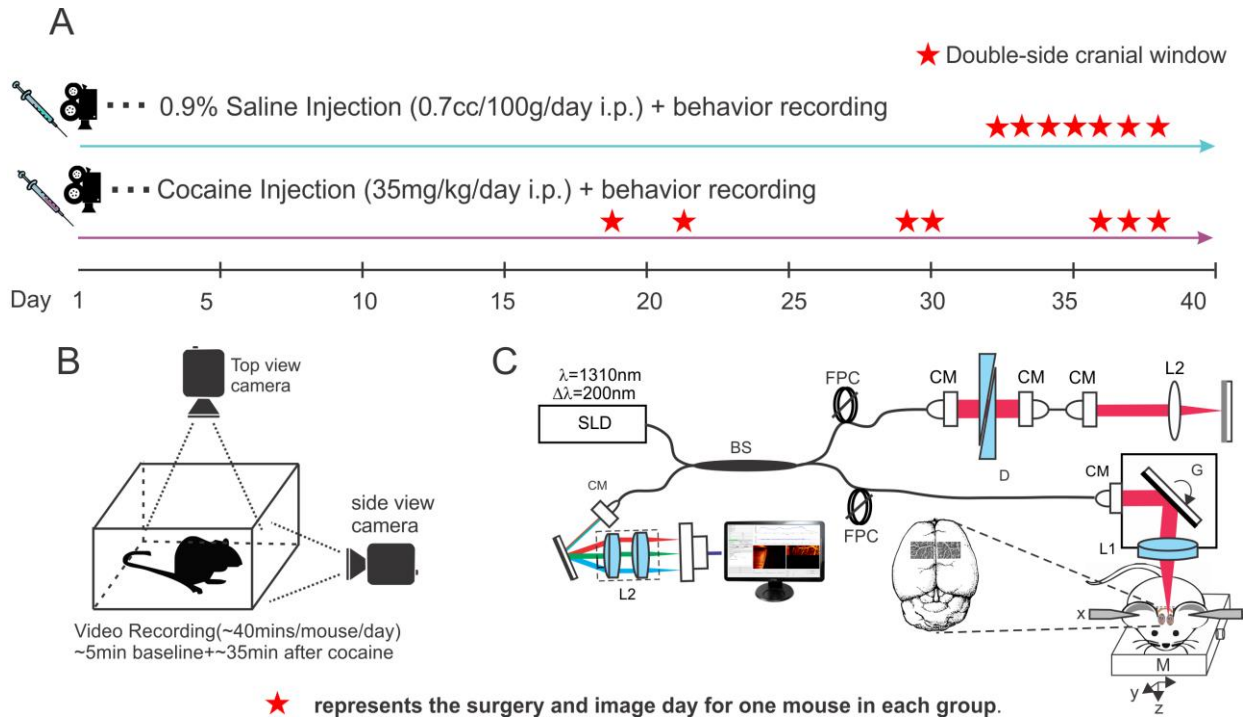 A
★ Double-side cranial window
0.9% Saline Injection (0.7cc/100g/day i.p.) + behavior recording
Cocaine Injection (35mg/kg/day i.p.) + behavior recording
Day 1 5 10 15 20 25 30 35 40
B
Top view
camera
side view
camera
Video Recording(~40mins/mouse/day)
~5min baseline+~35min after cocaine
C
λ=1310nm
Δλ=200nm
SLD
BS
FPC
CM
CM
CM
L2
D
FPC
CM
G
L1
CM
L2
x
M
y
z
★ represents the surgery and image day for one mouse in each group.